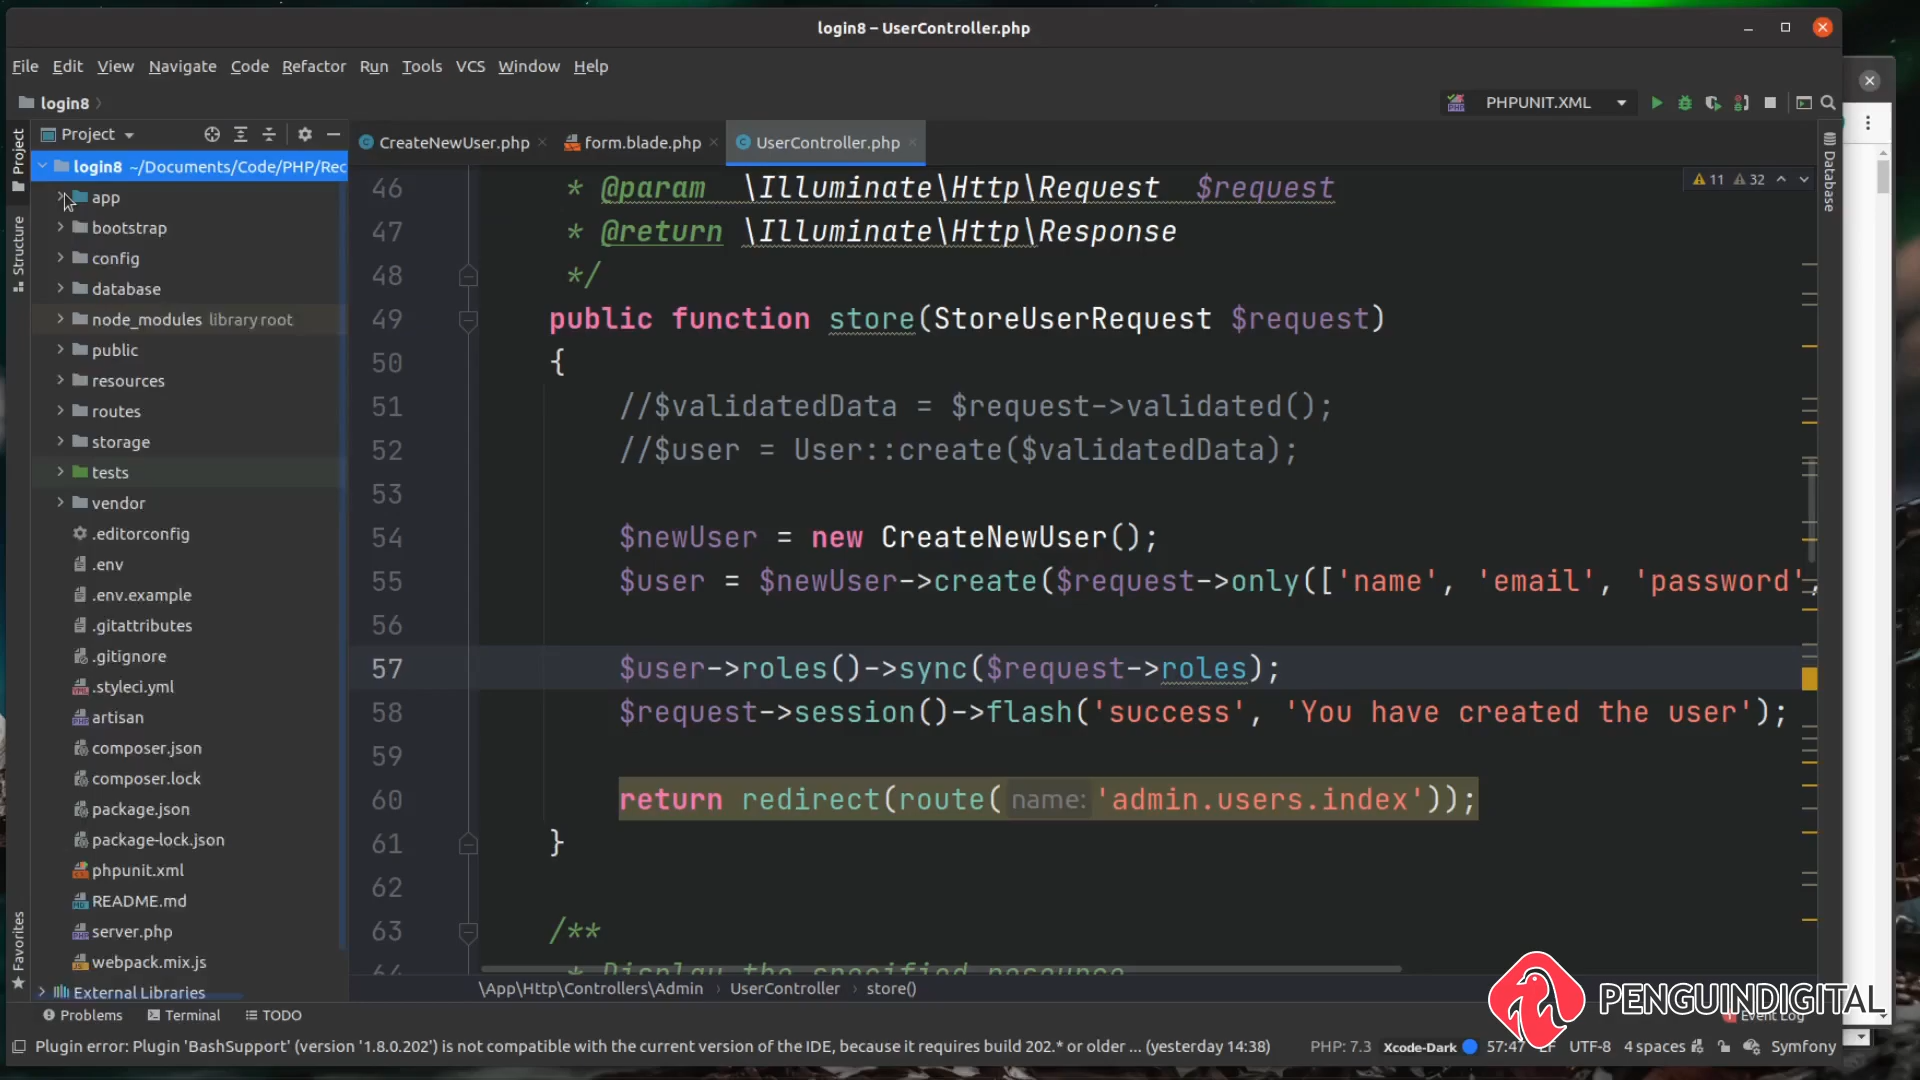 login8 – UserController.php
File Edit View Navigate Code Refactor Run Tools VCS Window Help
login8
PHPUNIT.XML
Project
CreateNewUser.php
form.blade.php
UserController.php
Project
Structure
Favorites
Database
login8 ~/Documents/Code/PHP/Rec
app
bootstrap
config
database
node_modules library root
public
resources
routes
storage
tests
vendor
.editorconfig
.env
.env.example
.gitattributes
.gitignore
.styleci.yml
artisan
composer.json
composer.lock
package.json
package-lock.json
phpunit.xml
README.md
server.php
webpack.mix.js
External Libraries
11 32
46 * @param \Illuminate\Http\Request $request
47 * @return \Illuminate\Http\Response
48 */
49 public function store(StoreUserRequest $request)
50 {
51 //$validatedData = $request->validated();
52 //$user = User::create($validatedData);
53
54 $newUser = new CreateNewUser();
55 $user = $newUser->create($request->only(['name', 'email', 'password',
56
57 $user->roles()->sync($request->roles);
58 $request->session()->flash('success', 'You have created the user');
59
60 return redirect(route( name: 'admin.users.index'));
61 }
62
63 /**
64 * Display the specified resource
\App\Http\Controllers\Admin › UserController › store()
PENGUINDIGITAL
Problems Terminal TODO
Event Log
Plugin error: Plugin 'BashSupport' (version '1.8.0.202') is not compatible with the current version of the IDE, because it requires build 202.* or older ... (yesterday 14:38)
PHP: 7.3 Xcode-Dark 57:47 LF UTF-8 4 spaces Symfony